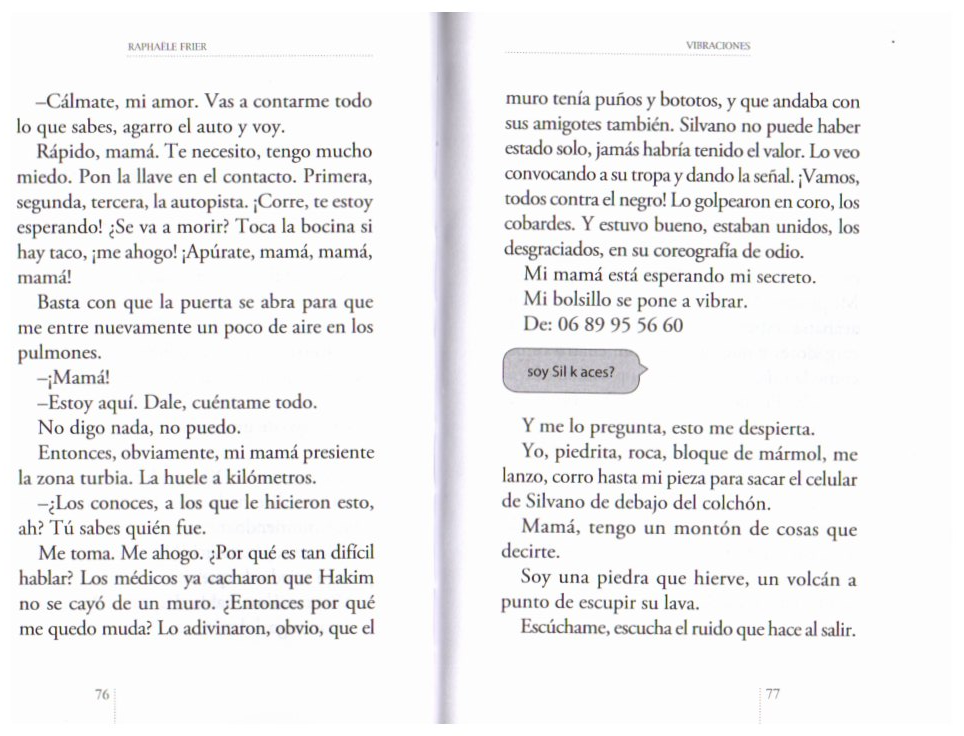 RAPHAËLE FRIER
–Cálmate, mi amor. Vas a contarme todo
lo que sabes, agarro el auto y voy.
Rápido, mamá. Te necesito, tengo mucho
miedo. Pon la llave en el contacto. Primera,
segunda, tercera, la autopista. ¡Corre, te estoy
esperando! ¿Se va a morir? Toca la bocina si
hay taco, ¡me ahogo! ¡Apúrate, mamá, mamá,
mamá!
Basta con que la puerta se abra para que
me entre nuevamente un poco de aire en los
pulmones.
–¡Mamá!
–Estoy aquí. Dale, cuéntame todo.
No digo nada, no puedo.
Entonces, obviamente, mi mamá presiente
la zona turbia. La huele a kilómetros.
–¿Los conoces, a los que le hicieron esto,
ah? Tú sabes quién fue.
Me toma. Me ahogo. ¿Por qué es tan difícil
hablar? Los médicos ya cacharon que Hakim
no se cayó de un muro. ¿Entonces por qué
me quedo muda? Lo adivinaron, obvio, que el
76
VIBRACIONES
muro tenía puños y bototos, y que andaba con
sus amigotes también. Silvano no puede haber
estado solo, jamás habría tenido el valor. Lo veo
convocando a su tropa y dando la señal. ¡Vamos,
todos contra el negro! Lo golpearon en coro, los
cobardes. Y estuvo bueno, estaban unidos, los
desgraciados, en su coreografía de odio.
Mi mamá está esperando mi secreto.
Mi bolsillo se pone a vibrar.
De: 06 89 95 56 60
soy Sil k aces?
Y me lo pregunta, esto me despierta.
Yo, piedrita, roca, bloque de mármol, me
lanzo, corro hasta mi pieza para sacar el celular
de Silvano de debajo del colchón.
Mamá, tengo un montón de cosas que
decirte.
Soy una piedra que hierve, un volcán a
punto de escupir su lava.
Escúchame, escucha el ruido que hace al salir.
77